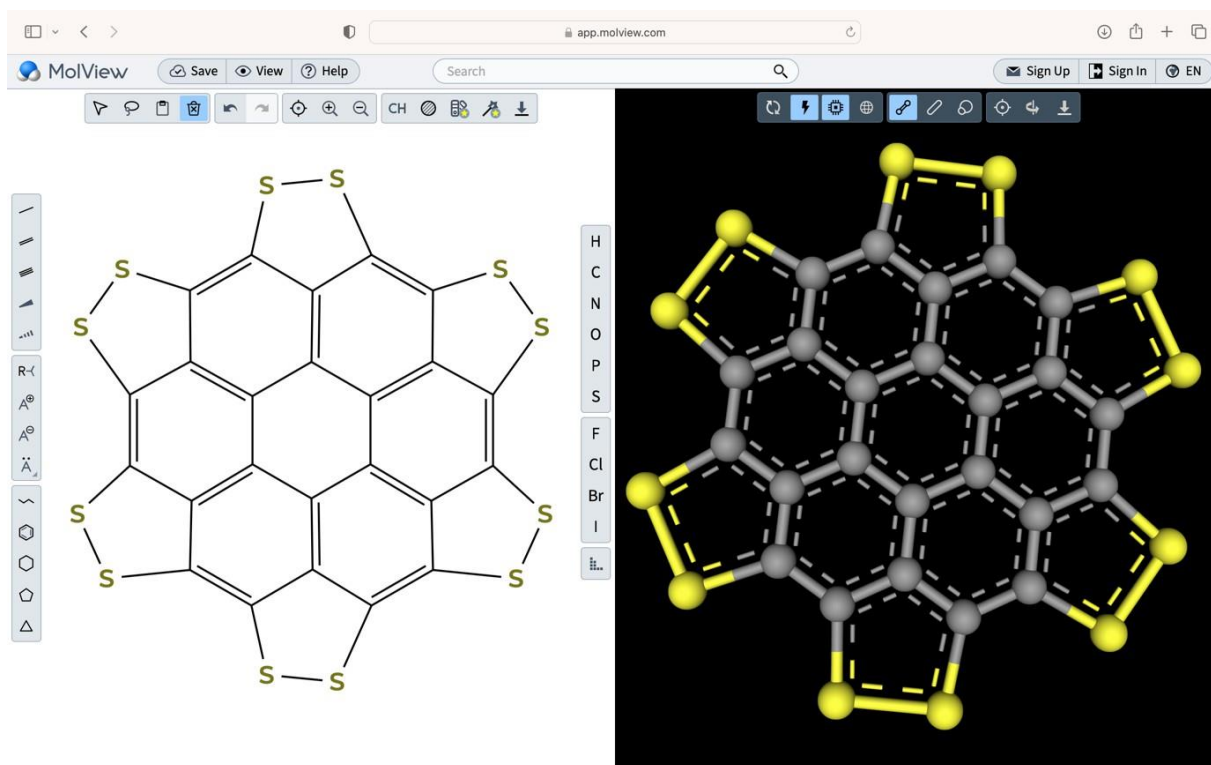 app.molview.com
MolView Save View Help Search Sign Up Sign In EN
CH
S S
S S
S S
S S
S S
S S
R
A
A
Ä
H
C
N
O
P
S
F
Cl
Br
I